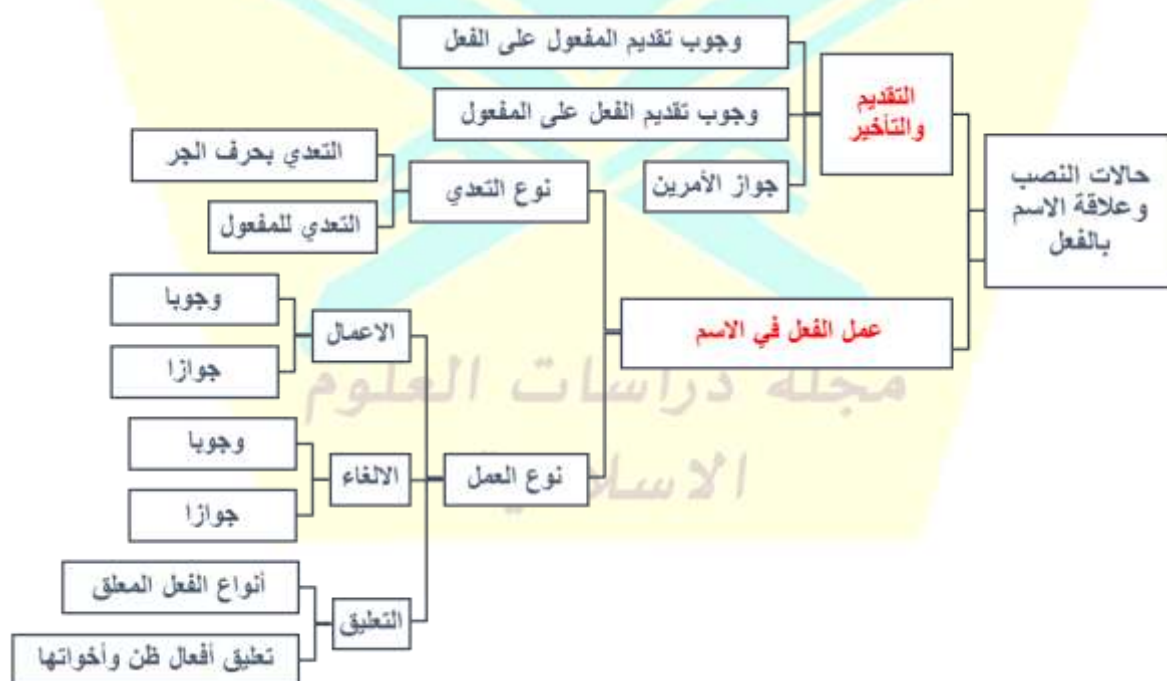 حالات النصب
وعلاقة الاسم
بالفعل
التقديم
والتأخير
وجوب تقديم المفعول على الفعل
وجوب تقديم الفعل على المفعول
جواز الأمرين
عمل الفعل في الاسم
نوع التعدي
التعدي بحرف الجر
التعدي للمفعول
نوع العمل
الاعمال
وجوبا
جوازا
الالغاء
وجوبا
جوازا
التعليق
أنواع الفعل المعلق
تعليق أفعال ظن وأخواتها
مجلة دراسات العلوم